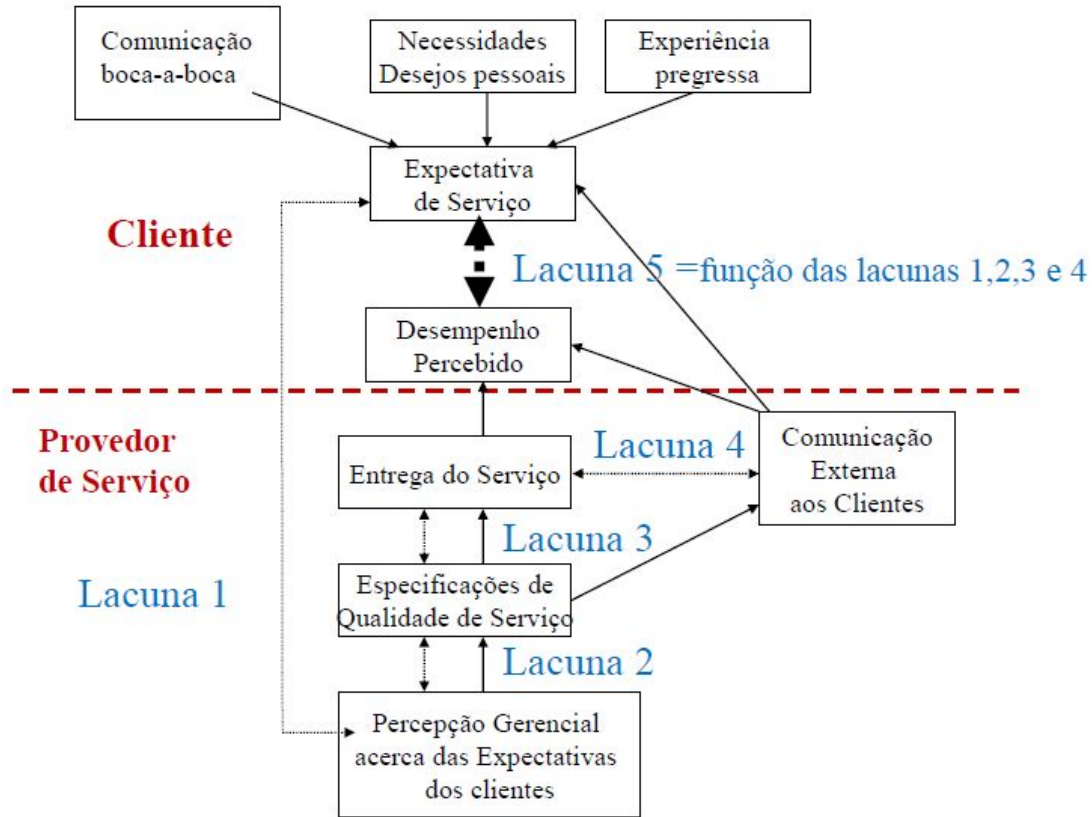 Comunicação
boca-a-boca
Necessidades
Desejos pessoais
Experiência
pregressa
Expectativa
de Serviço
Cliente
Lacuna 5 =função das lacunas 1,2,3 e 4
Desempenho
Percebido
Provedor
de Serviço
Entrega do Serviço
Lacuna 4
Comunicação
Externa
aos Clientes
Lacuna 3
Lacuna 1
Especificações de
Qualidade de Serviço
Lacuna 2
Percepção Gerencial
acerca das Expectativas
dos clientes